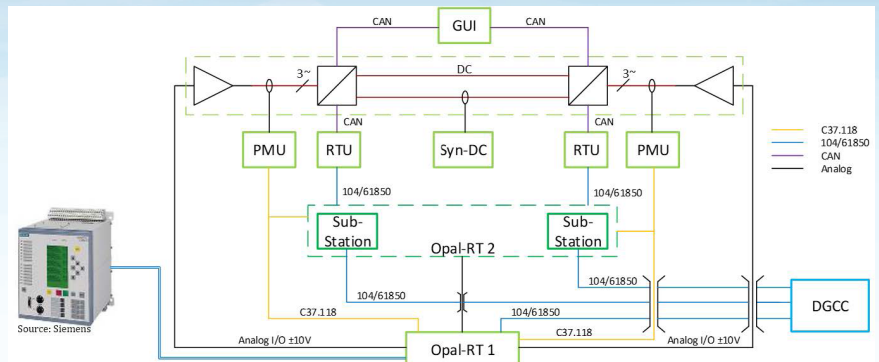 CAN
GUI
CAN
3~
DC
3~
CAN
CAN
PMU
RTU
Syn-DC
RTU
PMU
C37.118
104/61850
CAN
Analog
104/61850
104/61850
Sub-
Station
Sub-
Station
Opal-RT 2
104/61850
104/61850
DGCC
C37.118
104/61850
C37.118
Source: Siemens
Analog I/O ±10V
Opal-RT 1
Analog I/O ±10V